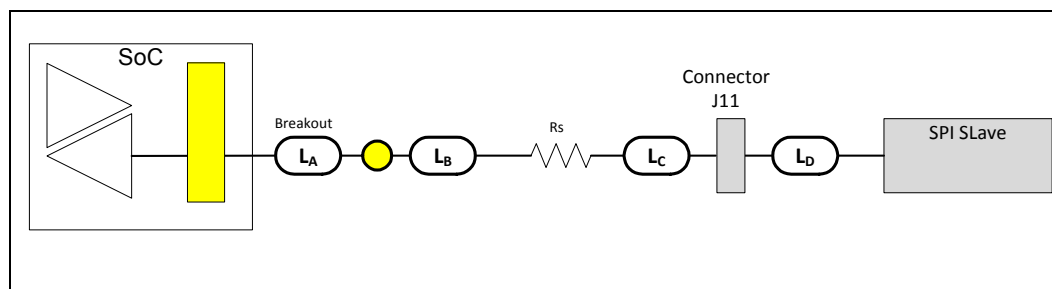 SoC
Connector
J11
Breakout
Rs
SPI SLave
LA
LB
LC
LD